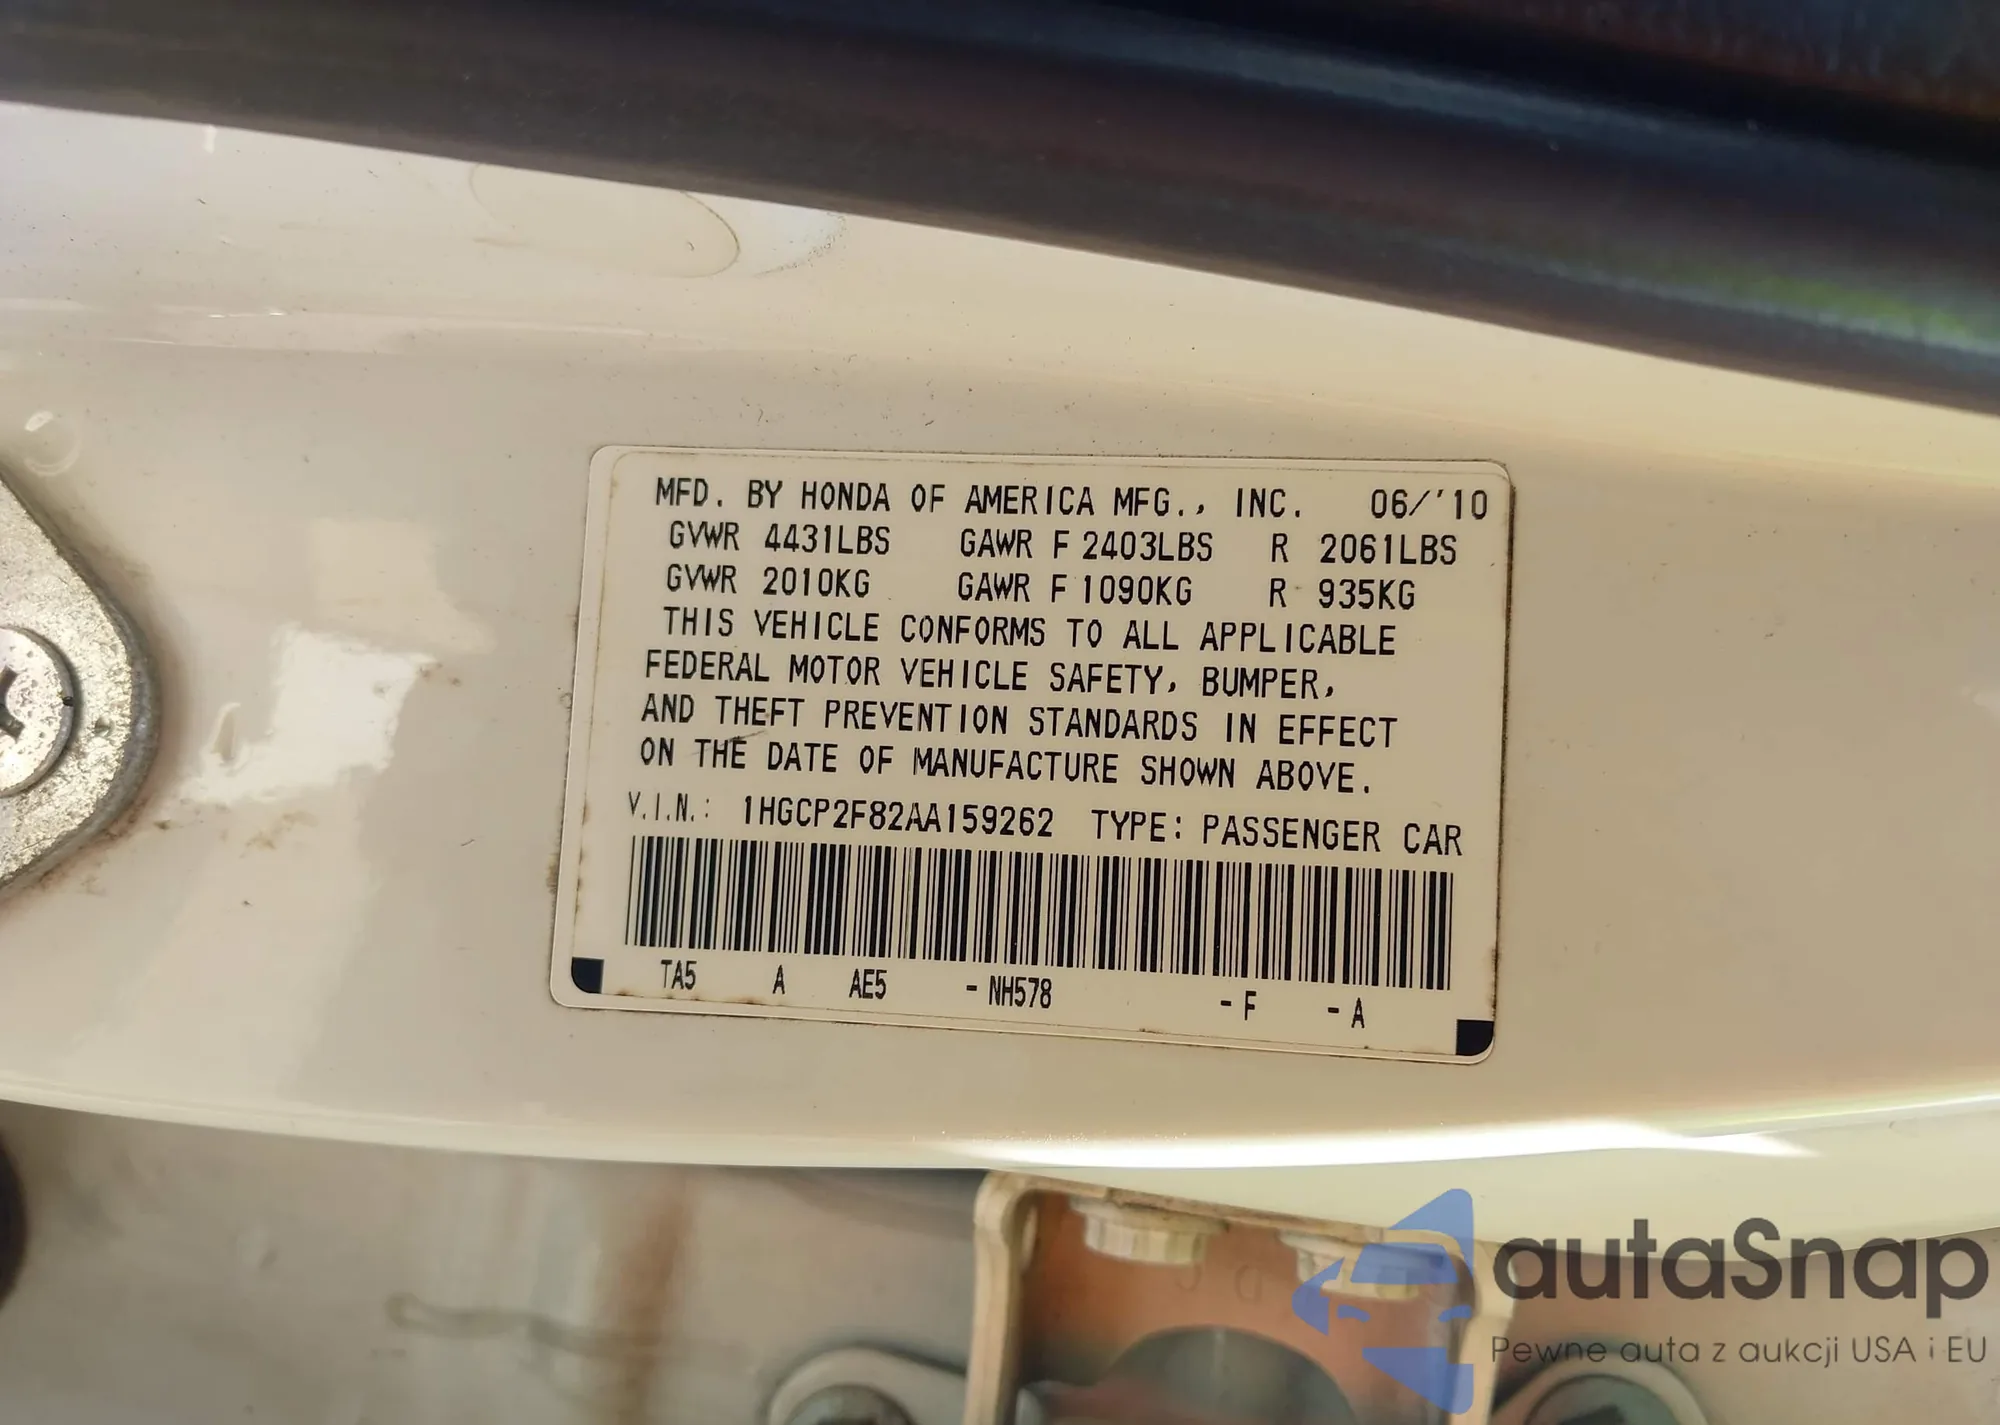 MFD. BY HONDA OF AMERICA MFG., INC. 06/'10
GVWR 4431LBS GAWR F 2403LBS R 2061LBS
GVWR 2010KG GAWR F 1090KG R 935KG
THIS VEHICLE CONFORMS TO ALL APPLICABLE
FEDERAL MOTOR VEHICLE SAFETY, BUMPER,
AND THEFT PREVENTION STANDARDS IN EFFECT
ON THE DATE OF MANUFACTURE SHOWN ABOVE.
V.I.N.: 1HGCP2F82AA159262 TYPE: PASSENGER CAR
TA5 A AE5 - NH578 - F - A
autaSnap
Pewne auta z aukcji USA i EU